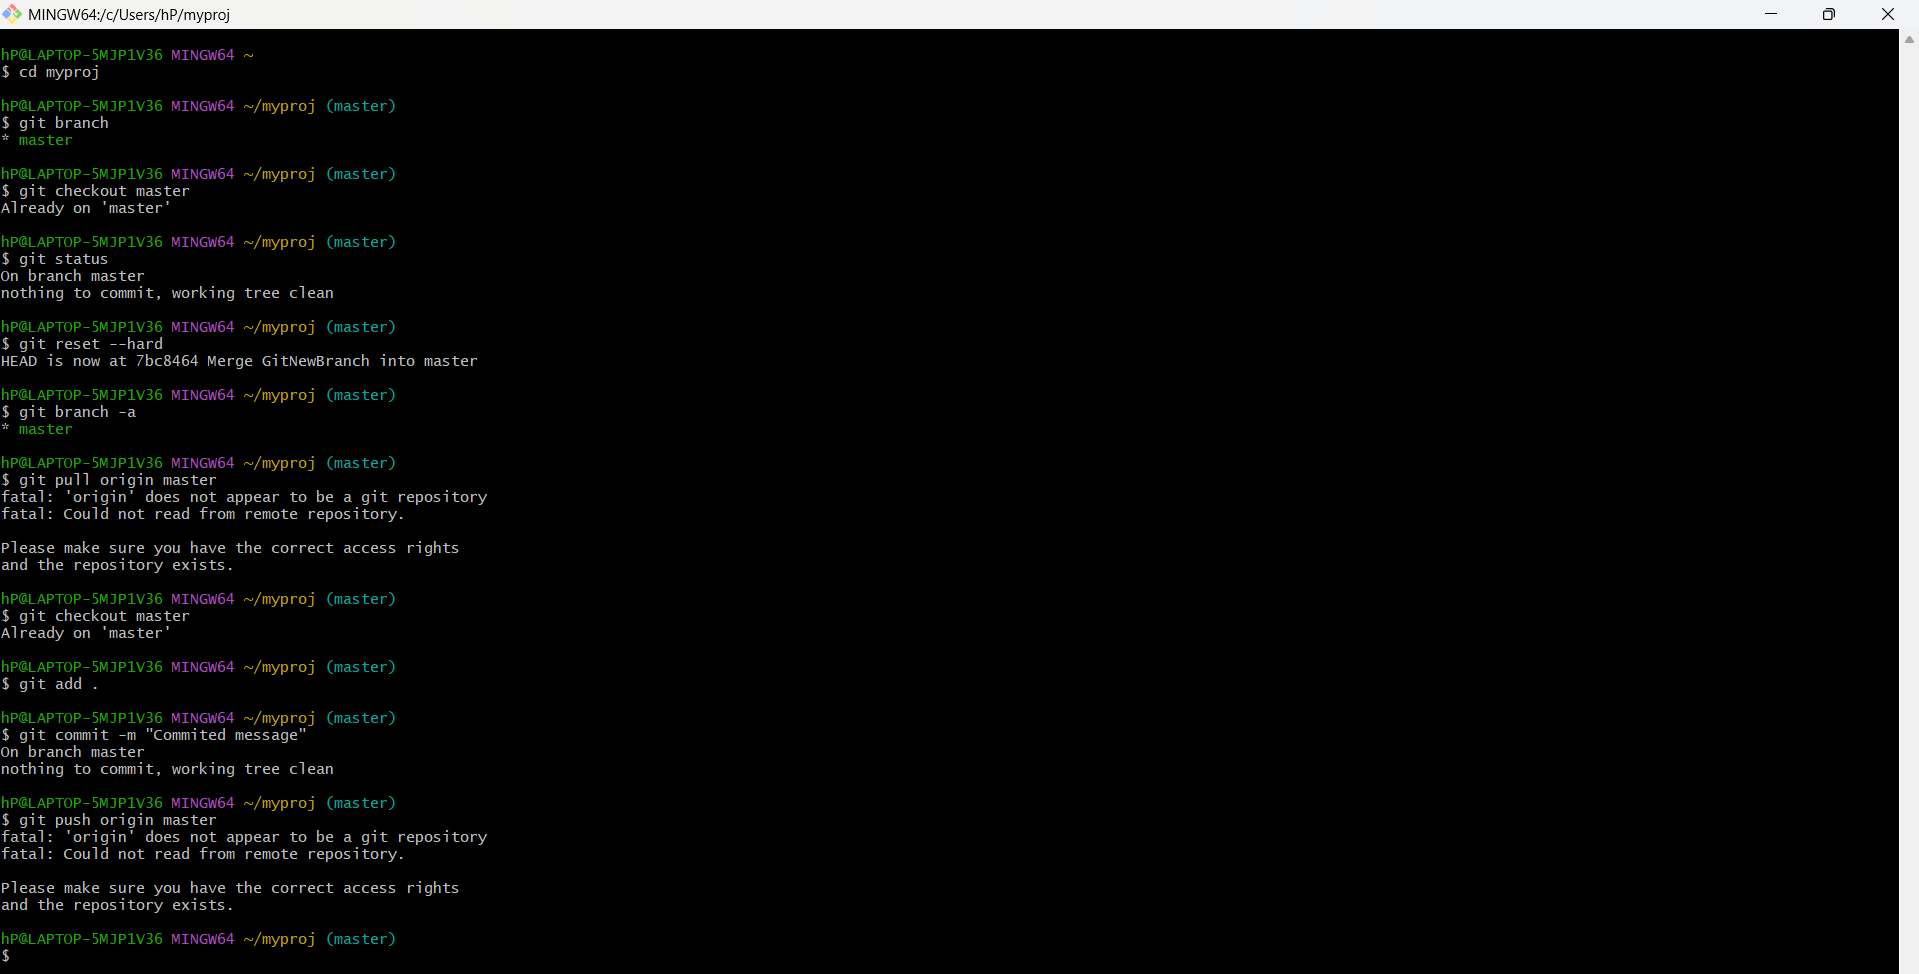 MINGW64:/c/Users/hP/myproj
hP@LAPTOP-5MJP1V36 MINGW64 ~
$ cd myproj
hP@LAPTOP-5MJP1V36 MINGW64 ~/myproj (master)
$ git branch
* master
hP@LAPTOP-5MJP1V36 MINGW64 ~/myproj (master)
$ git checkout master
Already on 'master'
hP@LAPTOP-5MJP1V36 MINGW64 ~/myproj (master)
$ git status
On branch master
nothing to commit, working tree clean
hP@LAPTOP-5MJP1V36 MINGW64 ~/myproj (master)
$ git reset --hard
HEAD is now at 7bc8464 Merge GitNewBranch into master
hP@LAPTOP-5MJP1V36 MINGW64 ~/myproj (master)
$ git branch -a
* master
hP@LAPTOP-5MJP1V36 MINGW64 ~/myproj (master)
$ git pull origin master
fatal: 'origin' does not appear to be a git repository
fatal: Could not read from remote repository.
Please make sure you have the correct access rights
and the repository exists.
hP@LAPTOP-5MJP1V36 MINGW64 ~/myproj (master)
$ git checkout master
Already on 'master'
hP@LAPTOP-5MJP1V36 MINGW64 ~/myproj (master)
$ git add .
hP@LAPTOP-5MJP1V36 MINGW64 ~/myproj (master)
$ git commit -m "Commited message"
On branch master
nothing to commit, working tree clean
hP@LAPTOP-5MJP1V36 MINGW64 ~/myproj (master)
$ git push origin master
fatal: 'origin' does not appear to be a git repository
fatal: Could not read from remote repository.
Please make sure you have the correct access rights
and the repository exists.
hP@LAPTOP-5MJP1V36 MINGW64 ~/myproj (master)
$